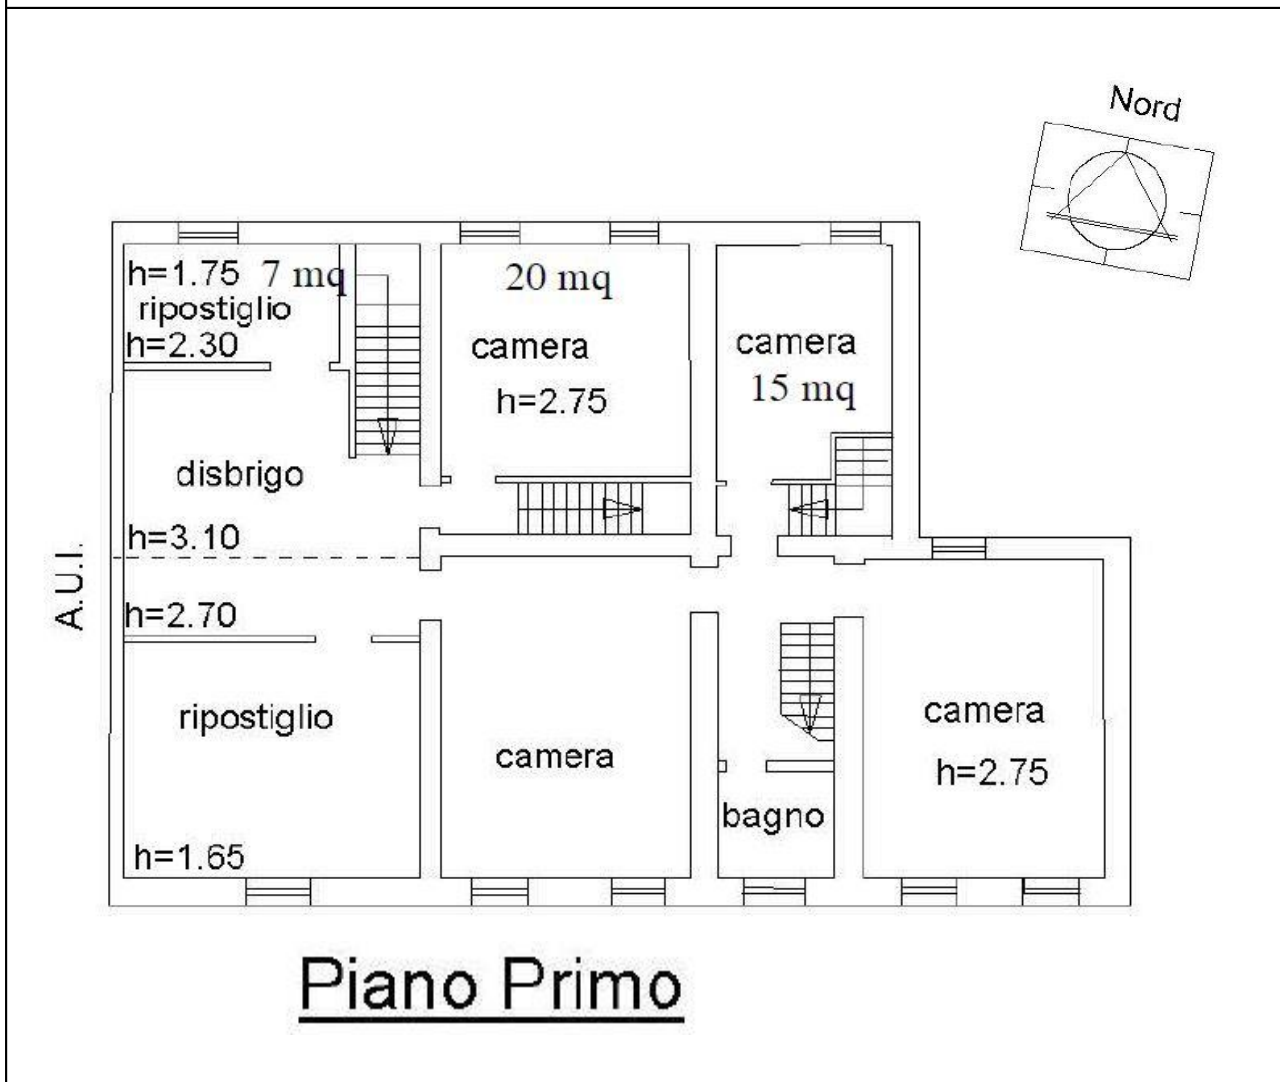 Nord
h=1.75 7 mq
ripostiglio
h=2.30
20 mq
camera
h=2.75
camera
15 mq
disbrigo
h=3.10
A.U.I.
h=2.70
ripostiglio
h=1.65
camera
bagno
camera
h=2.75
Piano Primo